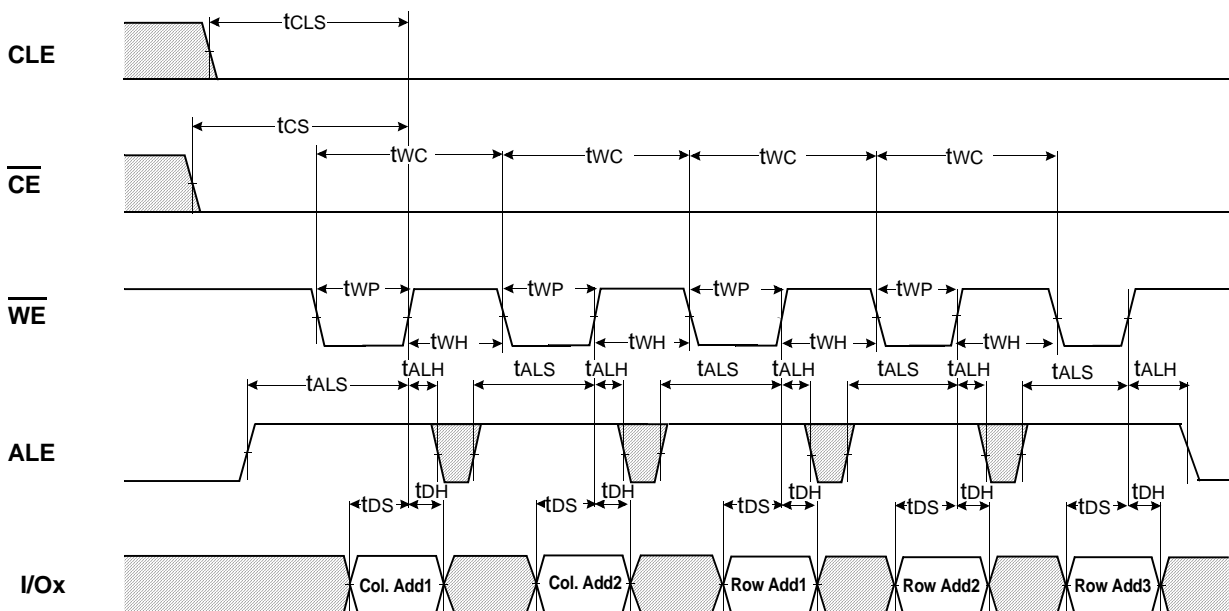 tCLS
CLE
tCS
tWC tWC tWC tWC
CE
tWP tWP tWP tWP
WE
tWH tWH tWH tWH
tALS tALH tALS tALH tALS tALH tALS tALH tALS tALH
ALE
tDS tDH tDS tDH tDS tDH tDS tDH tDS tDH
I/Ox Col. Add1 Col. Add2 Row Add1 Row Add2 Row Add3